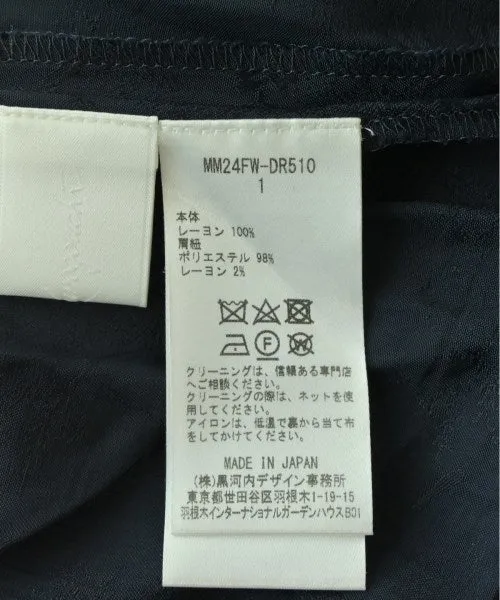 MM24FW-DR510
1
本体
レーヨン 100%
肩紐
ポリエステル 98%
レーヨン 2%
F
W
クリーニングは、信頼ある専門店
へご相談ください。
クリーニングの際は、ネットを使
用してください。
アイロンは、低温で裏から当て布
をしてかけてください。
MADE IN JAPAN
(株)黒河内デザイン事務所
東京都世田谷区羽根木1-19-15
羽根木インターナショナルガーデンハウスB01